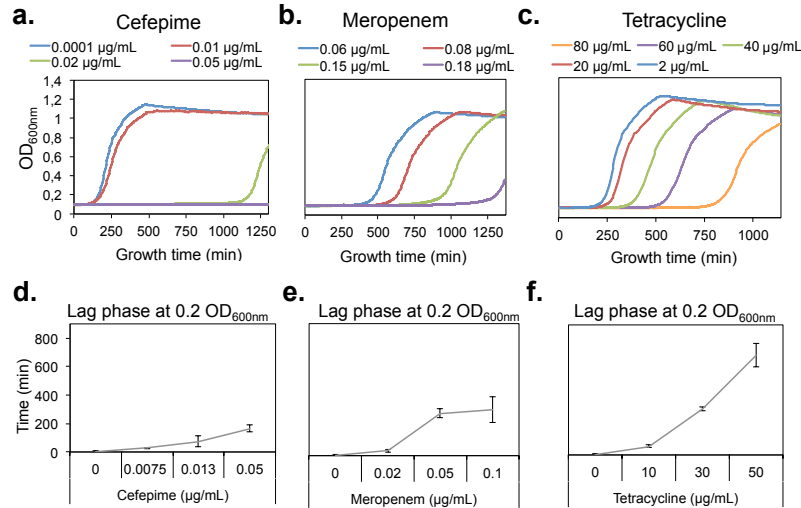 a. Cefepime
0.0001 µg/mL 0.01 µg/mL
0.02 µg/mL 0.05 µg/mL
OD600nm
1,4
1,2
1
0,8
0,6
0,4
0,2
0
0 250 500 750 1000 1250
Growth time (min)
b. Meropenem
0.06 µg/mL 0.08 µg/mL
0.15 µg/mL 0.18 µg/mL
0 250 500 750 1000 1250
Growth time (min)
c. Tetracycline
80 µg/mL 60 µg/mL 40 µg/mL
20 µg/mL 2 µg/mL
0 250 500 750 1000
Growth time (min)
d.
Lag phase at 0.2 OD600nm
Time (min)
800
600
400
200
0
0 0.0075 0.013 0.05
Cefepime (µg/mL)
e.
Lag phase at 0.2 OD600nm
0 0.02 0.05 0.1
Meropenem (µg/mL)
f.
Lag phase at 0.2 OD600nm
0 10 30 50
Tetracycline (µg/mL)